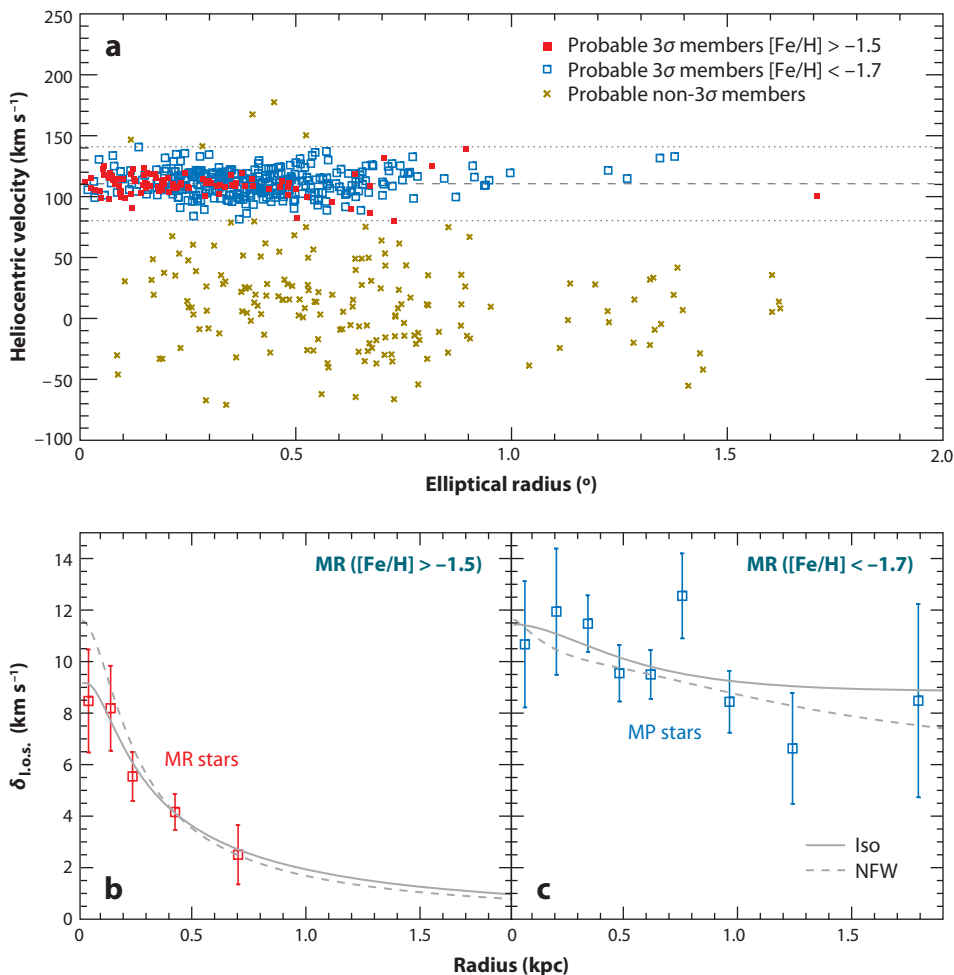 a
Probable 3σ members [Fe/H] > –1.5
Probable 3σ members [Fe/H] < –1.7
Probable non-3σ members
Heliocentric velocity (km s⁻¹)
250
200
150
100
50
0
–50
–100
0
0.5
1.0
1.5
2.0
Elliptical radius (º)
MR ([Fe/H] > –1.5)
MR ([Fe/H] < –1.7)
δl.o.s. (km s⁻¹)
14
12
10
8
6
4
2
0
MR stars
MP stars
Iso
NFW
b
c
0
0.5
1.0
1.5
0
0.5
1.0
1.5
Radius (kpc)